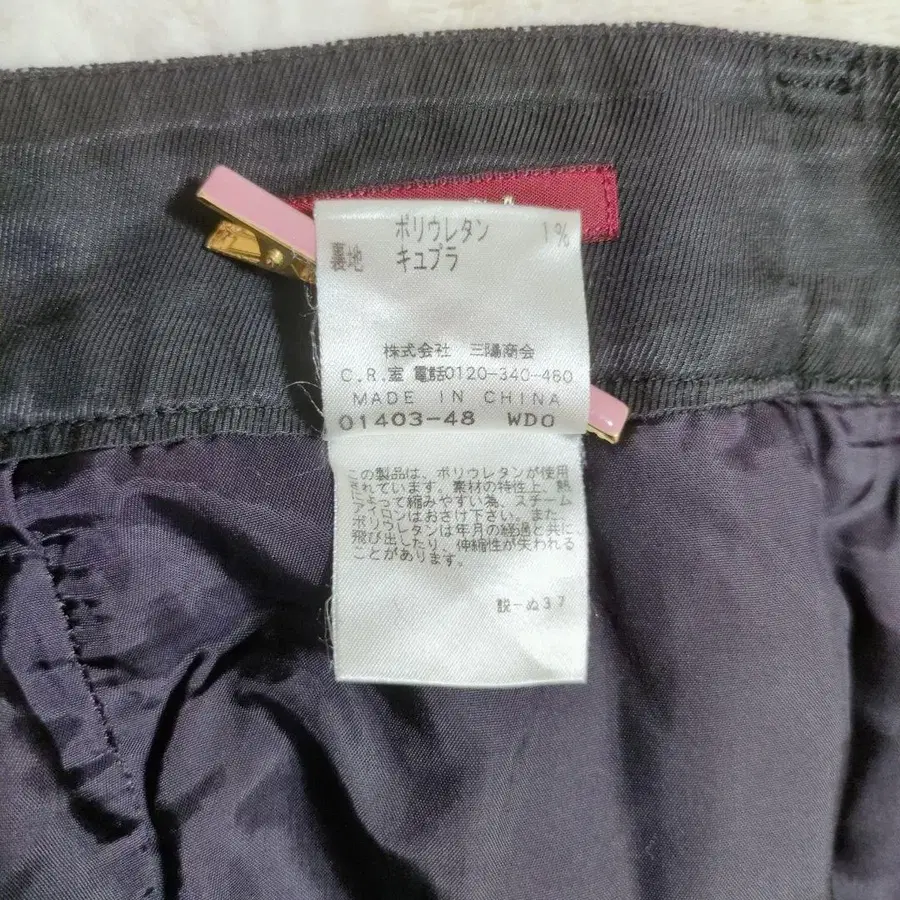 ポリウレタン 1%
裏地 キュプラ
株式会社 三陽商会
C.R.室 電話0120-340-460
MADE IN CHINA
01403-48 WDO
この製品は、ポリウレタンが使用
されています。素材の特性上、熱
によって縮みやすい為、スチーム
アイロンはおさけ下さい。また
ポリウレタンは年月の経過と共に
飛び出したり、伸縮性が失われる
ことがあります。
説-ぬ37